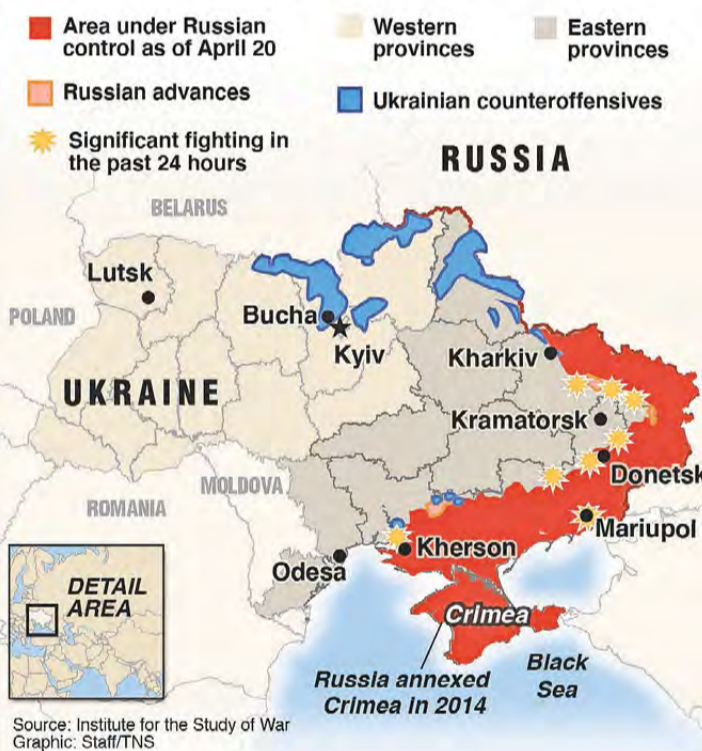 Area under Russian
control as of April 20
Western
provinces
Eastern
provinces
Russian advances
Ukrainian counteroffensives
Significant fighting in
the past 24 hours
RUSSIA
BELARUS
Lutsk
POLAND
Bucha
Kyiv
Kharkiv
UKRAINE
Kramatorsk
MOLDOVA
Donetsk
ROMANIA
Mariupol
Kherson
Odesa
DETAIL
AREA
Crimea
Russia annexed
Crimea in 2014
Black
Sea
Source: Institute for the Study of War
Graphic: Staff/TNS